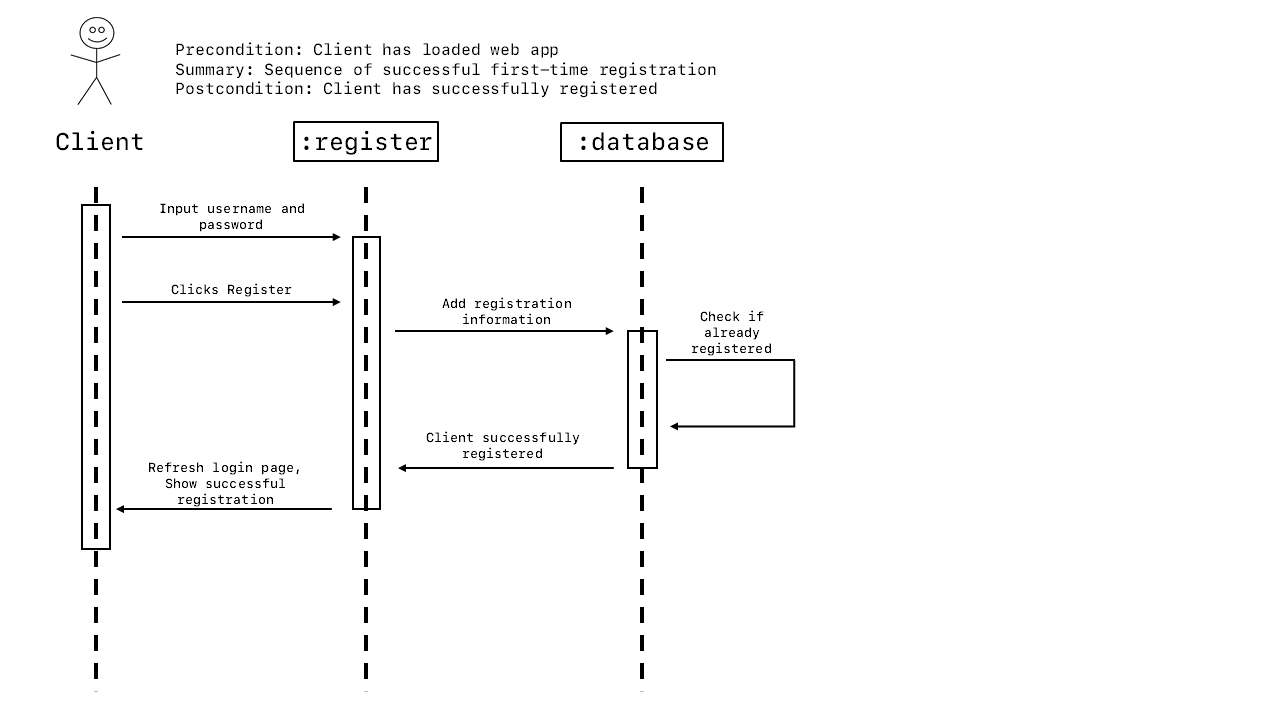 Precondition: Client has loaded web app
Summary: Sequence of successful first-time registration
Postcondition: Client has successfully registered
Client
:register
:database
Input username and
password
Clicks Register
Add registration
information
Check if
already
registered
Client successfully
registered
Refresh login page,
Show successful
registration